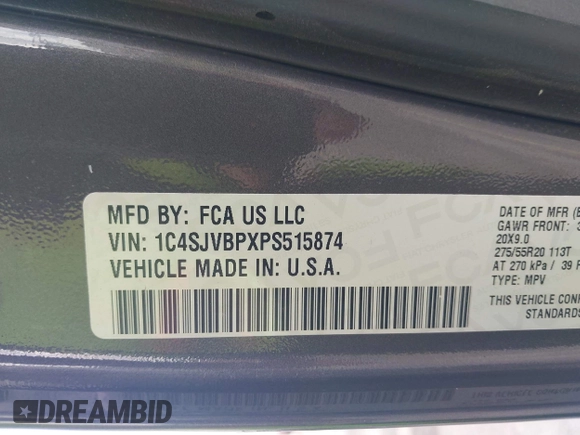 MFD BY: FCA US LLC
VIN: 1C4SJVBPXPS515874
VEHICLE MADE IN: U.S.A.
DATE OF MFR
GAWR FRONT:
20X9.0
275/55R20 113T
AT 270 kPa / 39
TYPE: MPV
THIS VEHICLE
STANDARDS
DREAMBID